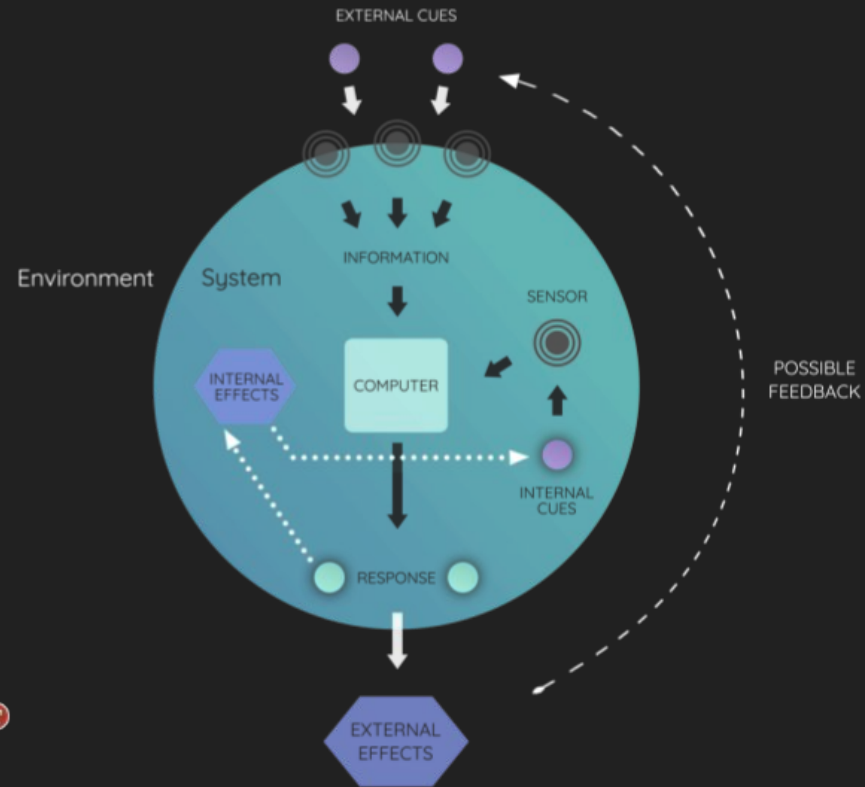 EXTERNAL CUES
Environment
System
INFORMATION
SENSOR
INTERNAL
EFFECTS
COMPUTER
POSSIBLE
FEEDBACK
INTERNAL
CUES
RESPONSE
EXTERNAL
EFFECTS